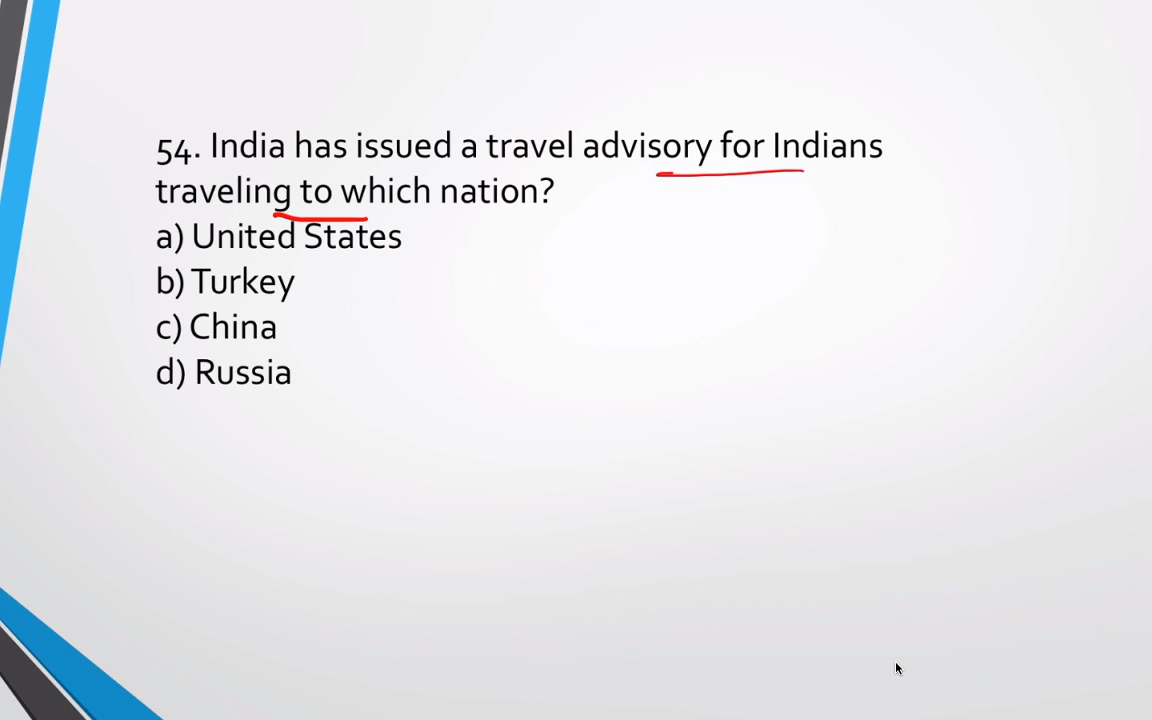 54. India has issued a travel advisory for Indians
traveling to which nation?
a) United States
b) Turkey
c) China
d) Russia